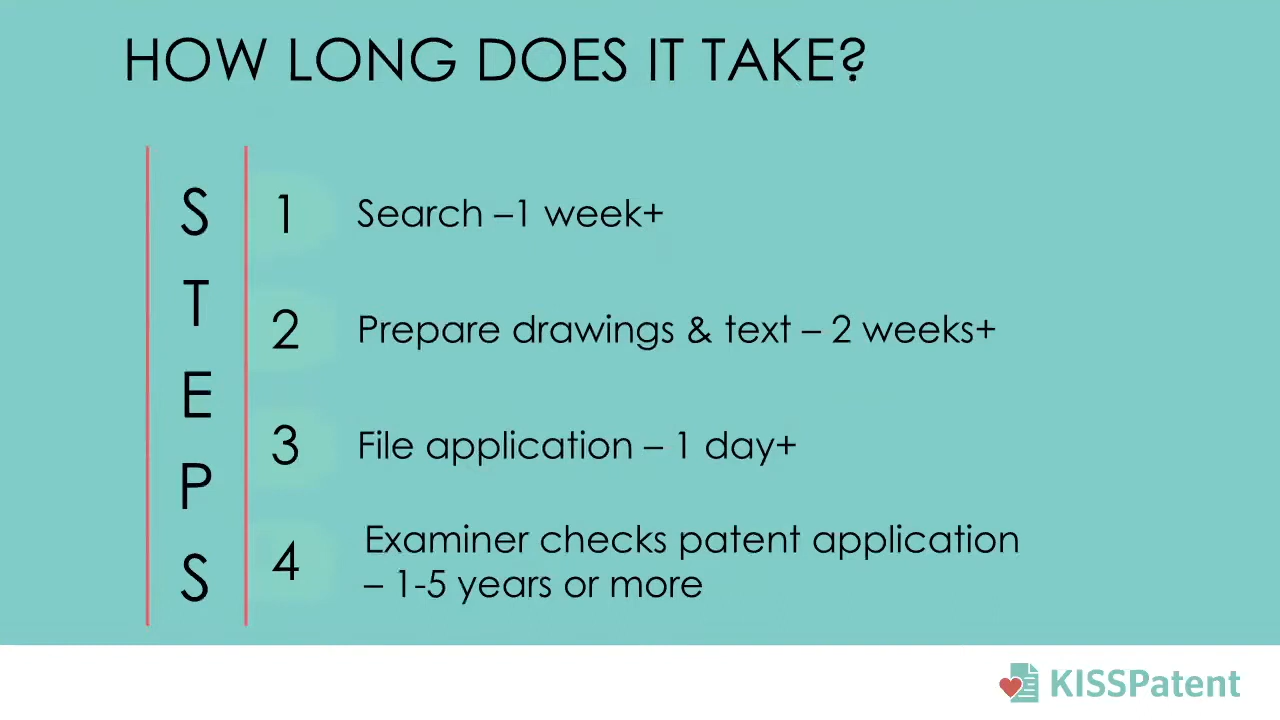 HOW LONG DOES IT TAKE?
STEPS
1 Search –1 week+
2 Prepare drawings & text – 2 weeks+
3 File application – 1 day+
4 Examiner checks patent application
– 1-5 years or more
KISSPatent